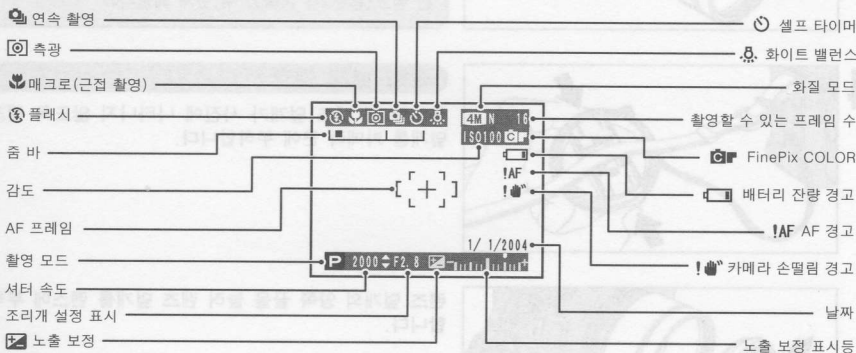 연속 촬영
측광
매크로(근접 촬영)
플래시
줌 바
감도
AF 프레임
촬영 모드
셔터 속도
조리개 설정 표시
노출 보정
4M N 16
ISO100
!AF
1/ 1/2004
P 2000 F2.8
셀프 타이머
화이트 밸런스
화질 모드
촬영할 수 있는 프레임 수
FinePix COLOR
배터리 잔량 경고
!AF AF 경고
카메라 손떨림 경고
날짜
노출 보정 표시등